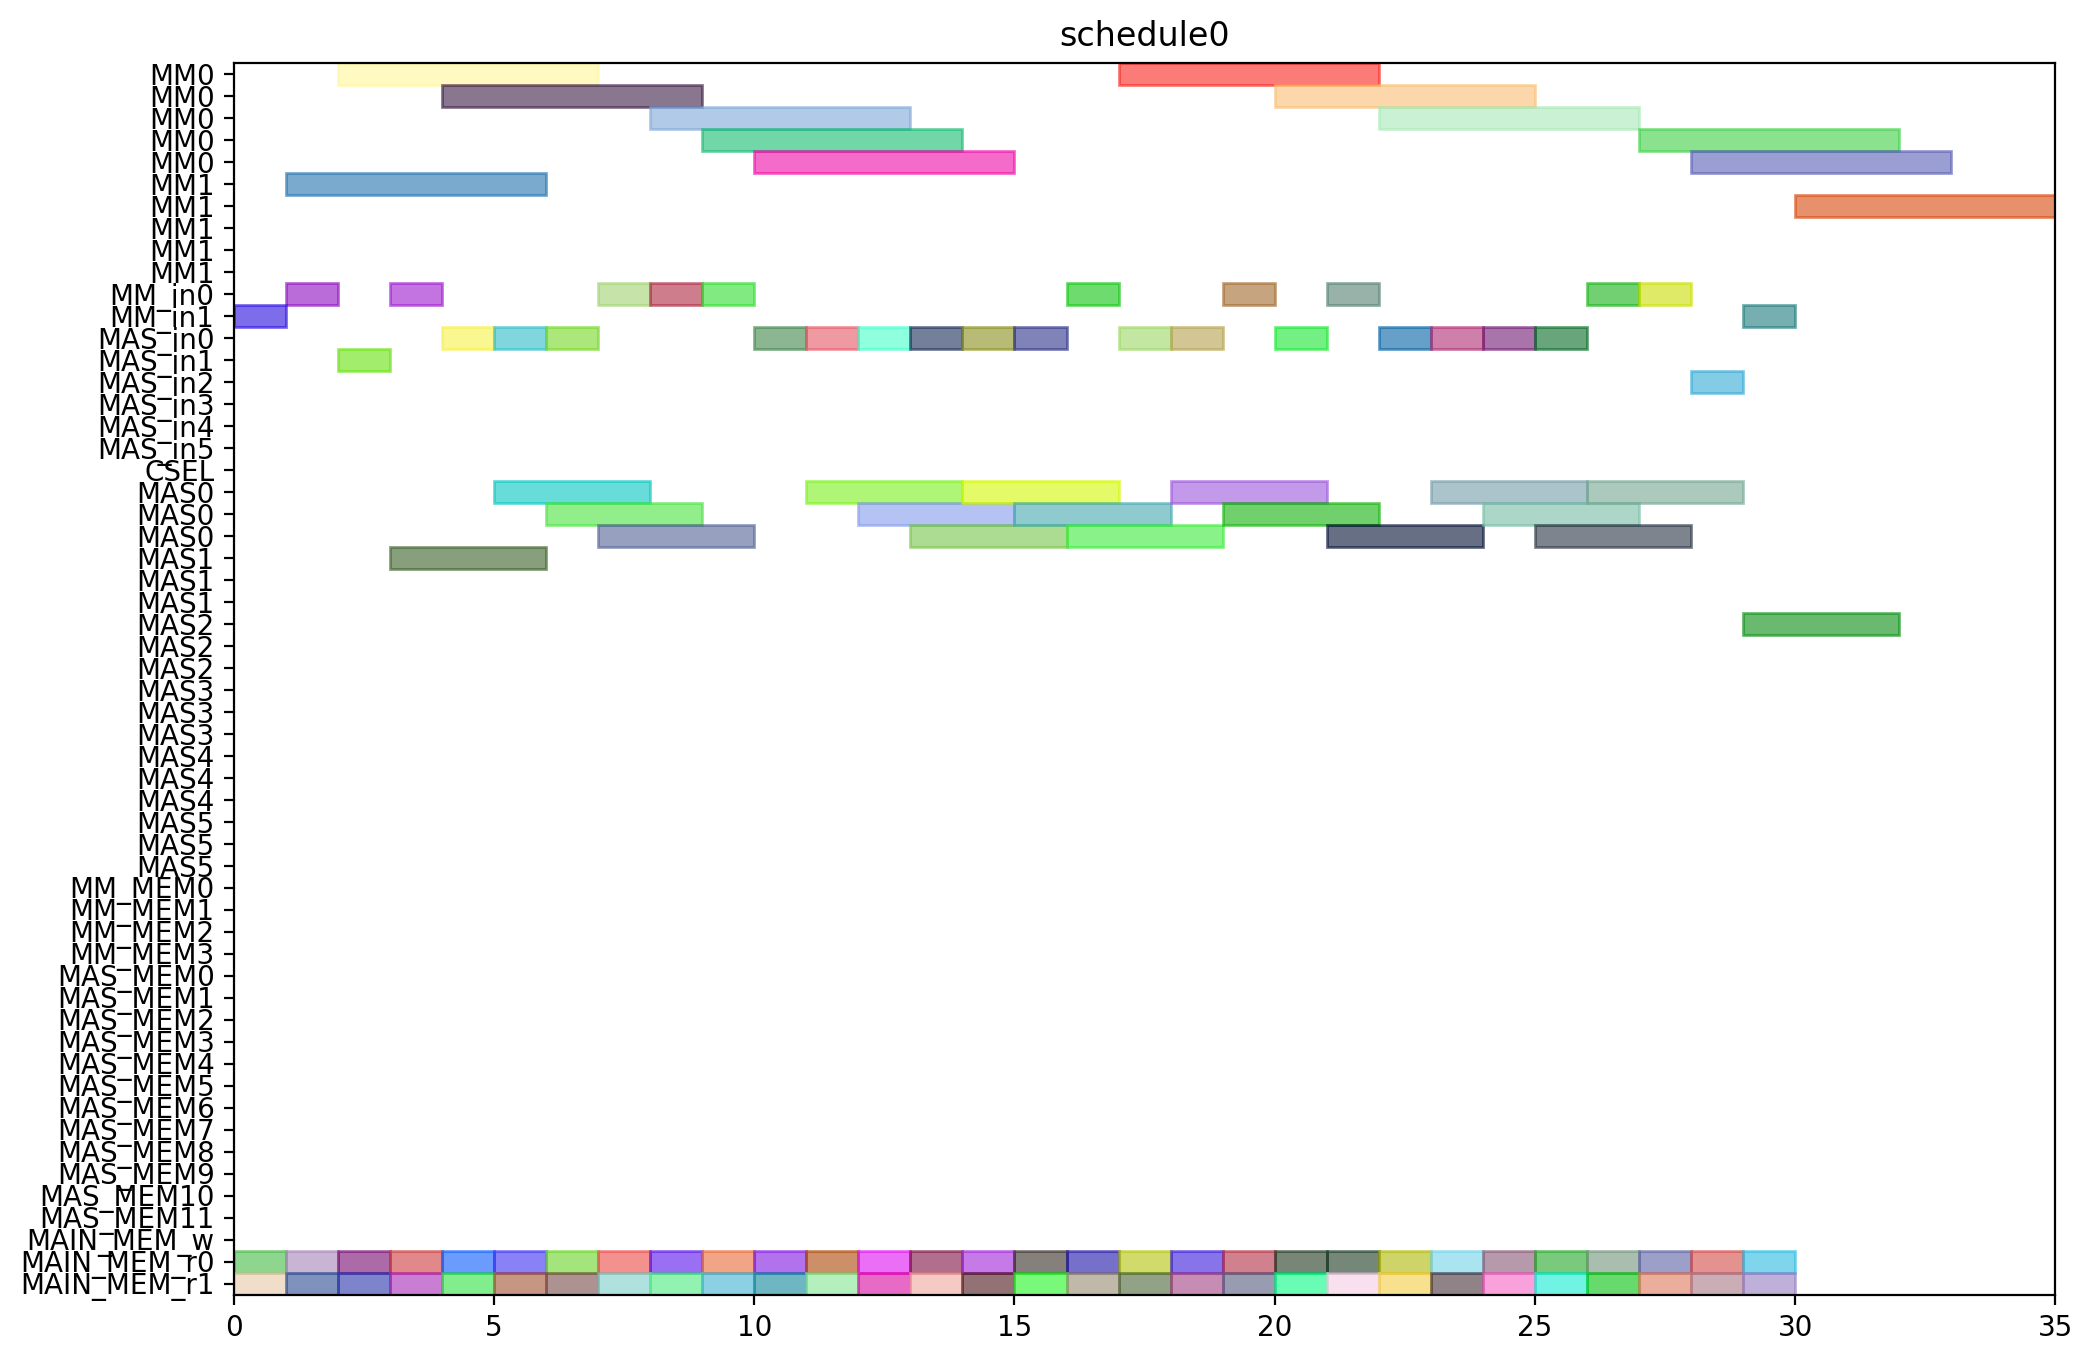 schedule0
MM0
MM0
MM0
MM0
MM0
MM1
MM1
MM1
MM1
MM1
MM_in0
MM_in1
MAS_in0
MAS_in1
MAS_in2
MAS_in3
MAS_in4
MAS_in5
CSEL
MAS0
MAS0
MAS0
MAS1
MAS1
MAS1
MAS2
MAS2
MAS2
MAS3
MAS3
MAS3
MAS4
MAS4
MAS4
MAS5
MAS5
MAS5
MM_MEM0
MM_MEM1
MM_MEM2
MM_MEM3
MAS_MEM0
MAS_MEM1
MAS_MEM2
MAS_MEM3
MAS_MEM4
MAS_MEM5
MAS_MEM6
MAS_MEM7
MAS_MEM8
MAS_MEM9
MAS_MEM10
MAS_MEM11
MAIN_MEM_w
MAIN_MEM_r0
MAIN_MEM_r1
0 5 10 15 20 25 30 35